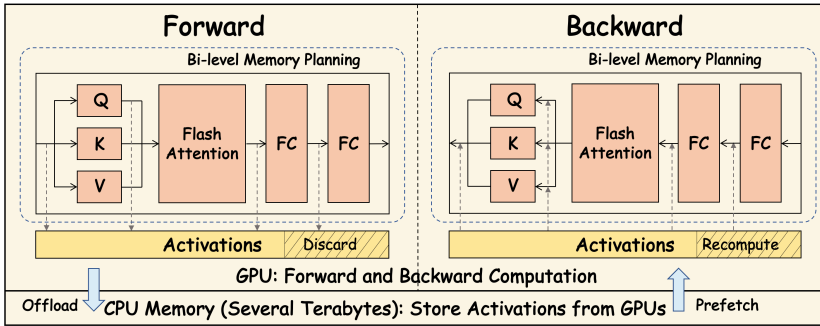 Forward
Bi-level Memory Planning
Q
K
V
Flash
Attention
FC
FC
Activations
Discard
Backward
Bi-level Memory Planning
Q
K
V
Flash
Attention
FC
FC
Activations
Recompute
GPU: Forward and Backward Computation
Offload
CPU Memory (Several Terabytes): Store Activations from GPUs
Prefetch